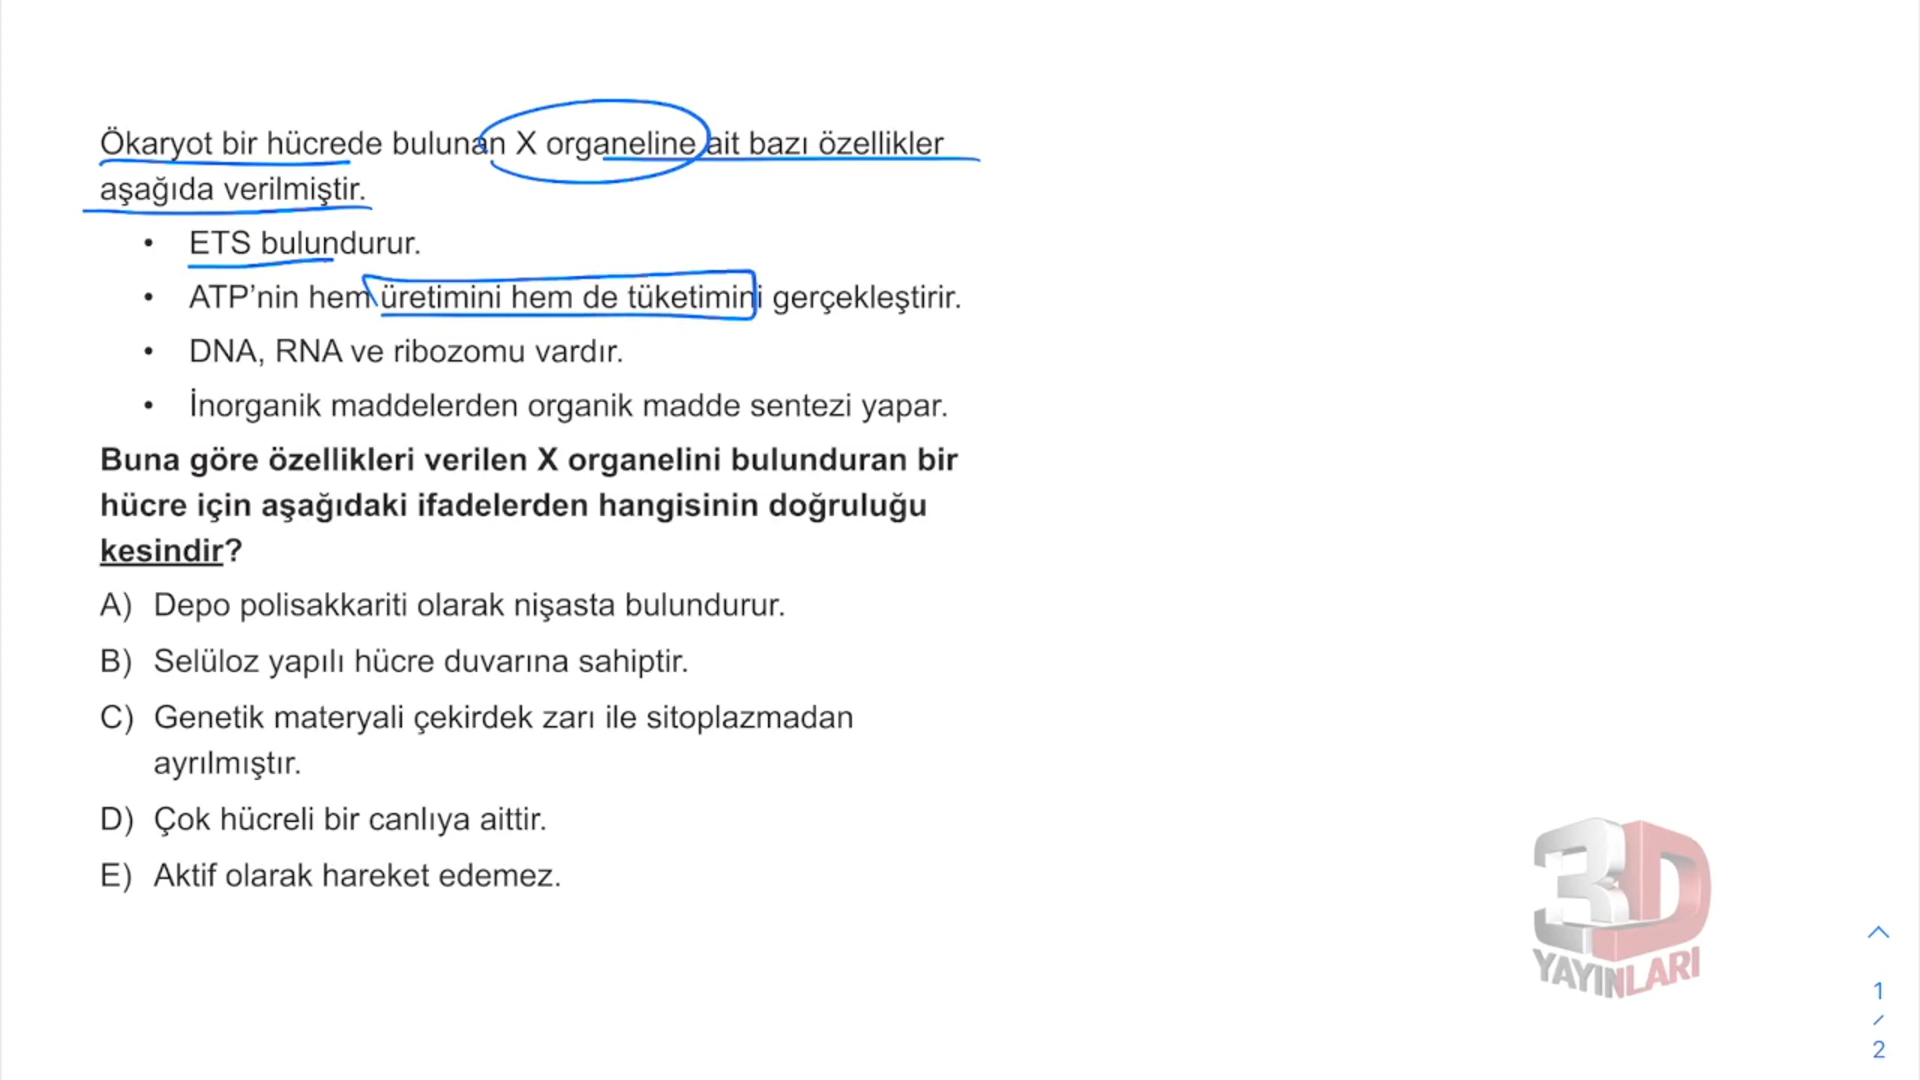 Ökaryot bir hücrede bulunan X organeline ait bazı özellikler
aşağıda verilmiştir.
• ETS bulundurur.
• ATP’nin hem üretimini hem de tüketimini gerçekleştirir.
• DNA, RNA ve ribozomu vardır.
• İnorganik maddelerden organik madde sentezi yapar.
Buna göre özellikleri verilen X organelini bulunduran bir
hücre için aşağıdaki ifadelerden hangisinin doğruluğu
kesindir?
A) Depo polisakkariti olarak nişasta bulundurur.
B) Selüloz yapılı hücre duvarına sahiptir.
C) Genetik materyali çekirdek zarı ile sitoplazmadan
ayrılmıştır.
D) Çok hücreli bir canlıya aittir.
E) Aktif olarak hareket edemez.
3D
YAYINLARI
1
/
2